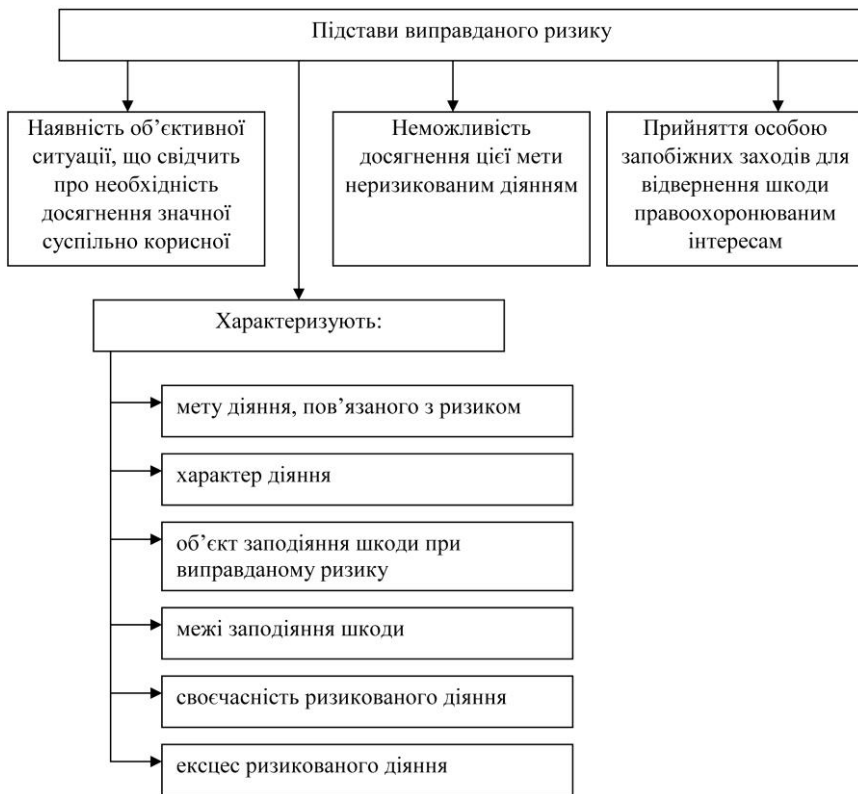 Підстави виправданого ризику
Наявність об’єктивної
ситуації, що свідчить
про необхідність
досягнення значної
суспільно корисної
Неможливість
досягнення цієї мети
неризикованим діянням
Прийняття особою
запобіжних заходів для
відвернення шкоди
правоохоронюваним
інтересам
Характеризують:
мету діяння, пов’язаного з ризиком
характер діяння
об’єкт заподіяння шкоди при
виправданому ризику
межі заподіяння шкоди
своєчасність ризикованого діяння
ексцес ризикованого діяння